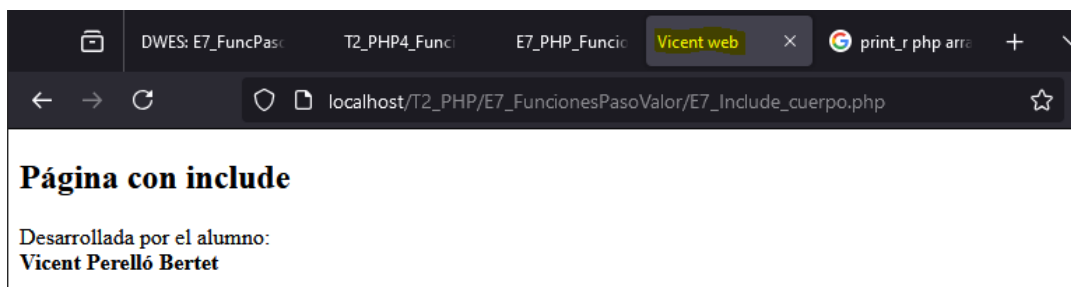 DWES: E7_FuncPasc
T2_PHP4_Funci
E7_PHP_Funcio
Vicent web
print_r php arra
localhost/T2_PHP/E7_FuncionesPasoValor/E7_Include_cuerpo.php
Página con include
Desarrollada por el alumno:
Vicent Perelló Bertet